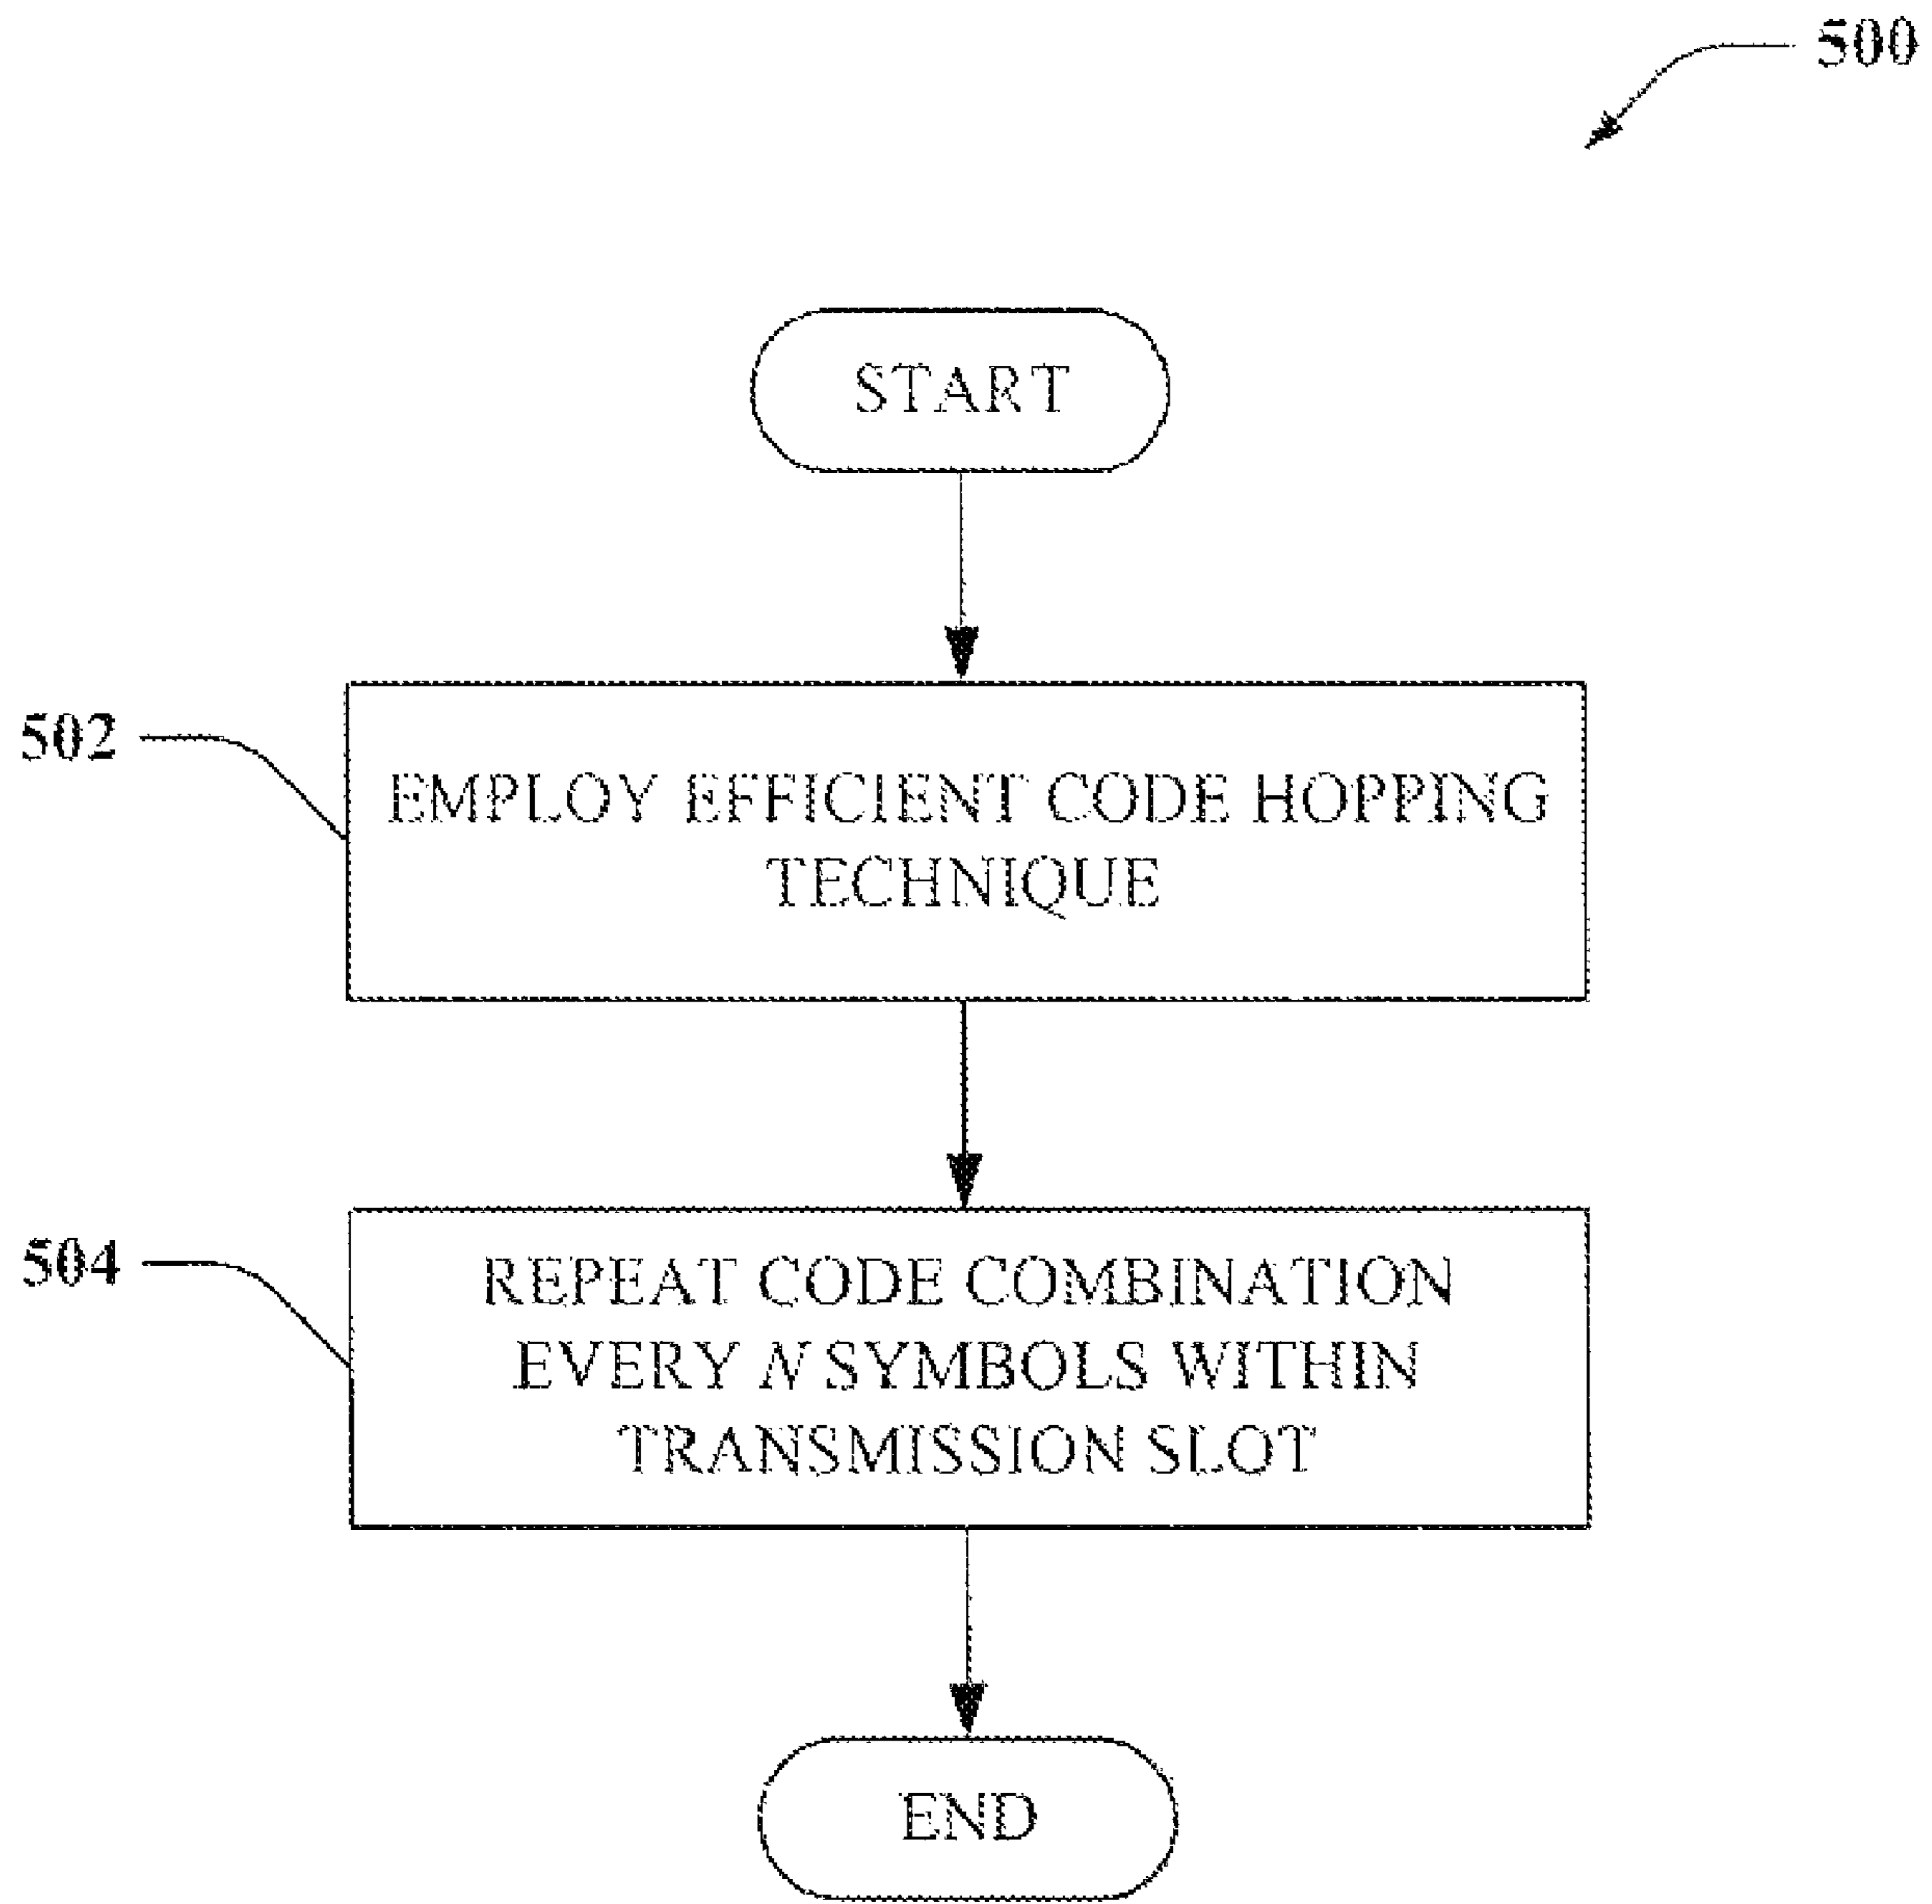 500
START
502
EMPLOY EFFICIENT CODE HOPPING
TECHNIQUE
504
REPEAT CODE COMBINATION
EVERY N SYMBOLS WITHIN
TRANSMISSION SLOT
END